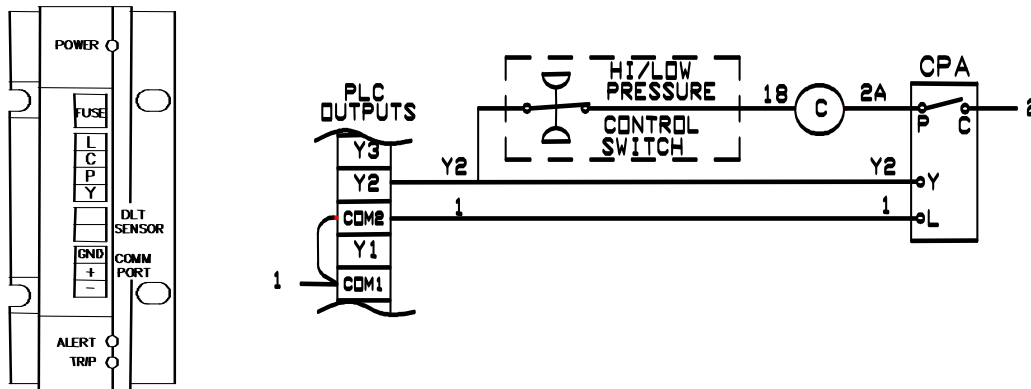 POWER
FUSE
L
C
P
Y
DLT
SENSOR
GND
+
-
COMM
PORT
ALERT
TRIP
PLC
OUTPUTS
Y3
Y2
COM2
Y1
COM1
1
Y2
1
HI/LOW
PRESSURE
CONTROL
SWITCH
18
C
2A
CPA
P
C
2
Y2
Y
1
L